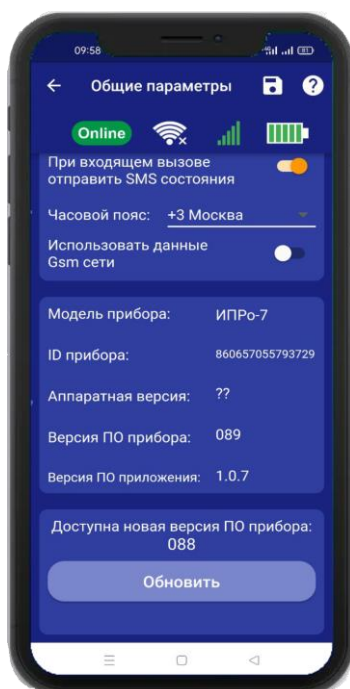 09:58
81
Общие параметры
?
Online
При входящем вызове
отправить SMS состояния
Часовой пояс: +3 Москва
Использовать данные
Gsm сети
Модель прибора: ИПРо-7
ID прибора: 860657055793729
Аппаратная версия: ??
Версия ПО прибора: 089
Версия ПО приложения: 1.0.7
Доступна новая версия ПО прибора:
088
Обновить